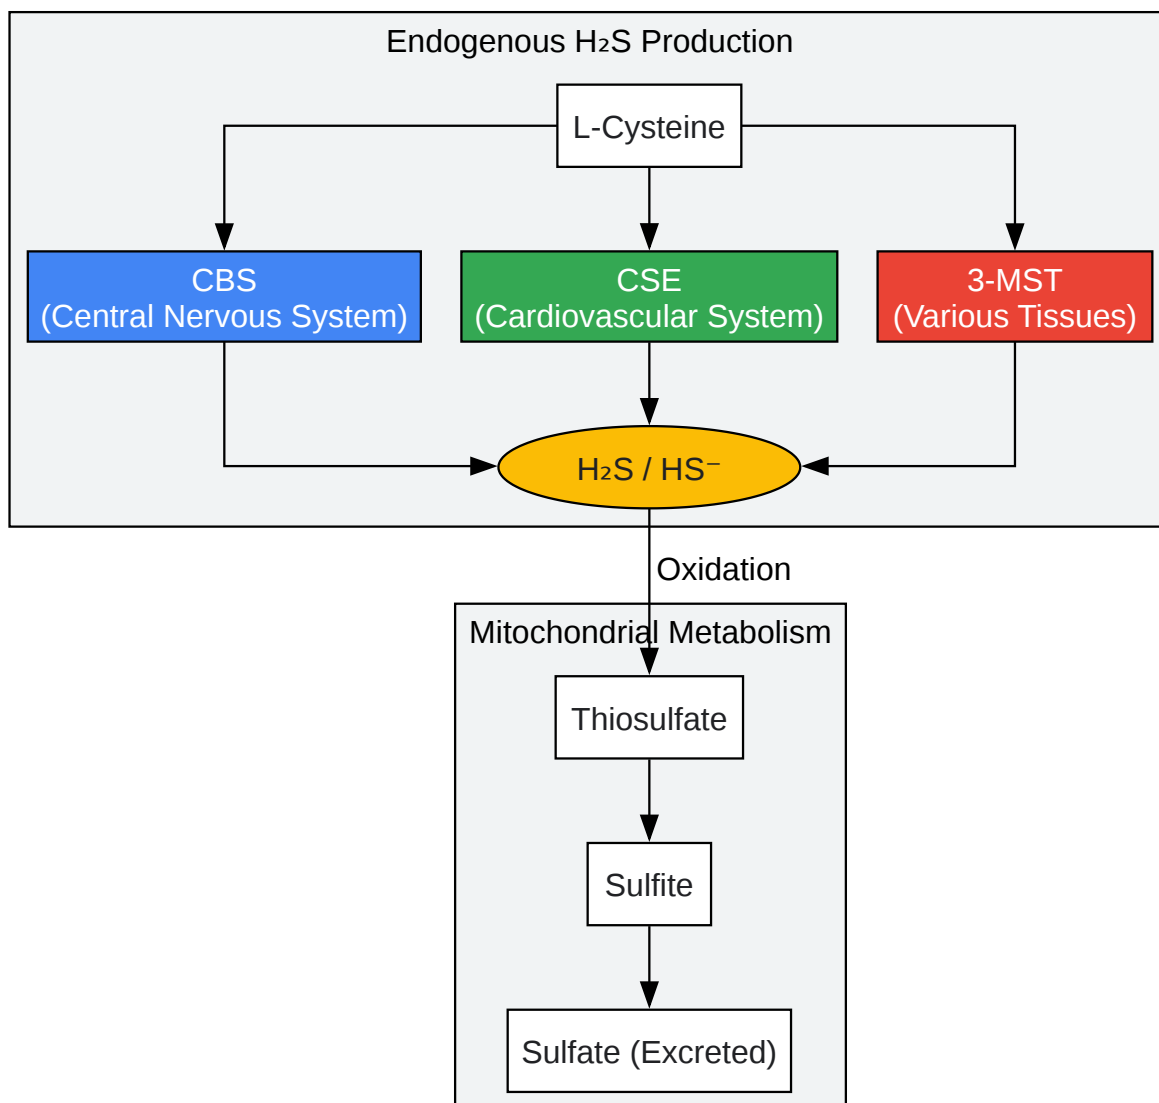 Endogenous H₂S Production
L-Cysteine
CBS
(Central Nervous System)
CSE
(Cardiovascular System)
3-MST
(Various Tissues)
H₂S / HS⁻
Oxidation
Mitochondrial Metabolism
Thiosulfate
Sulfite
Sulfate (Excreted)